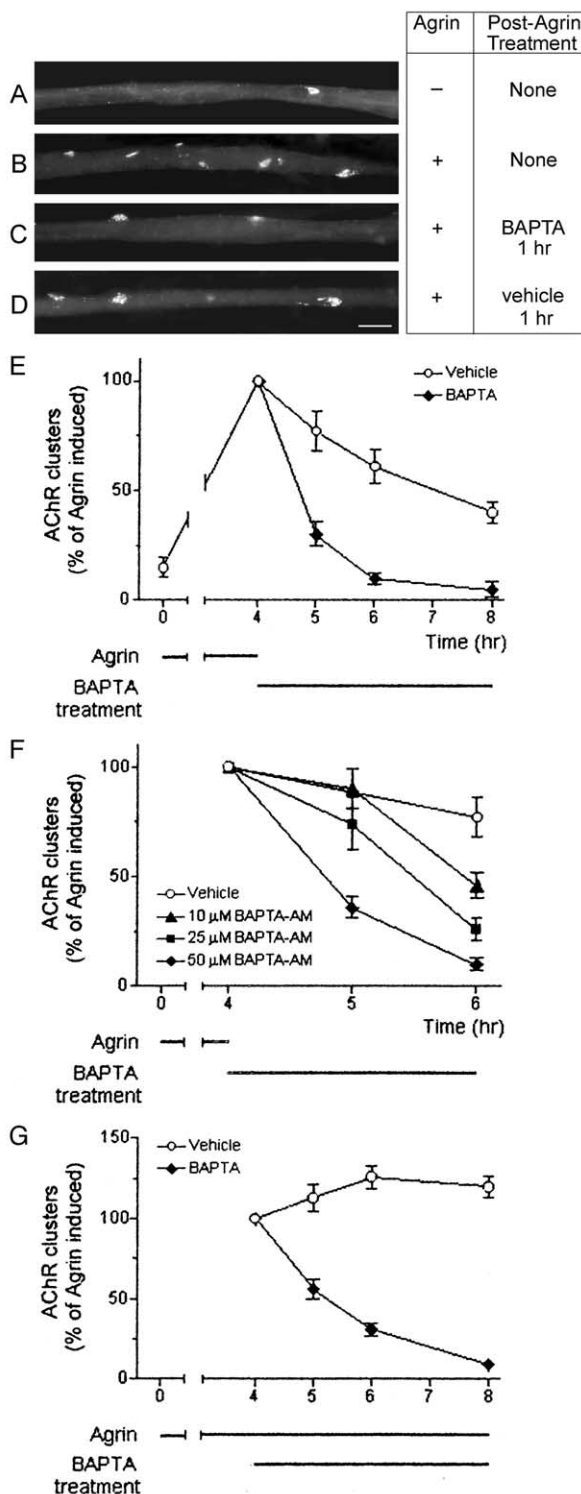 Agrin Post-Agrin Treatment
A − None
B + None
C + BAPTA 1 hr
D + vehicle 1 hr
E
Vehicle
BAPTA
AChR clusters
(% of Agrin induced)
100
50
0
0 4 5 6 7 8
Time (hr)
Agrin
BAPTA treatment
F
AChR clusters
(% of Agrin induced)
100
50
0
Vehicle
10 µM BAPTA-AM
25 µM BAPTA-AM
50 µM BAPTA-AM
0 4 5 6
Time (hr)
Agrin
BAPTA treatment
G
Vehicle
BAPTA
AChR clusters
(% of Agrin induced)
150
100
50
0
0 4 5 6 7 8
Agrin
BAPTA treatment